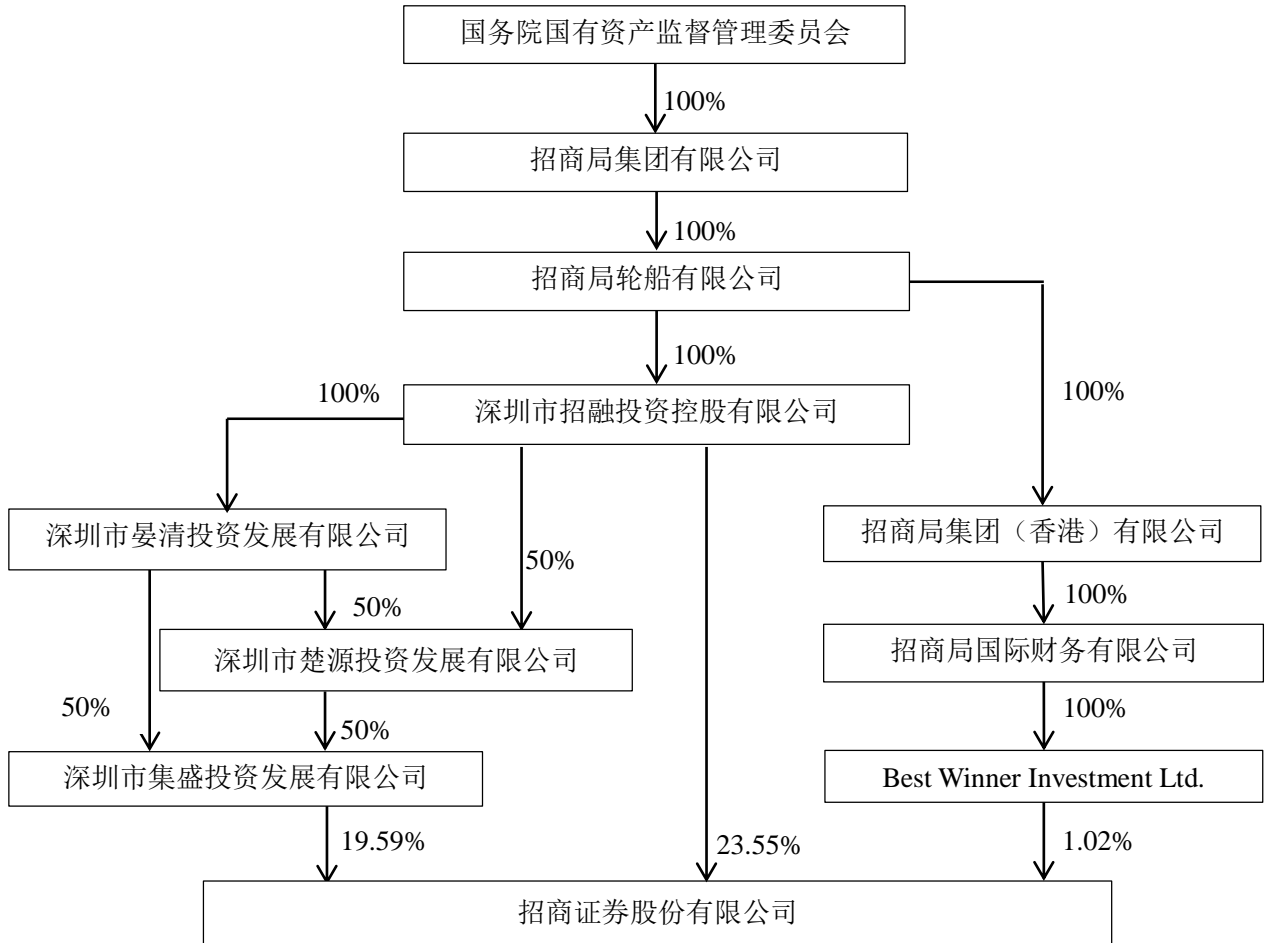 国务院国有资产监督管理委员会
100%
招商局集团有限公司
100%
招商局轮船有限公司
100%
100%
深圳市招融投资控股有限公司
100%
深圳市晏清投资发展有限公司
招商局集团（香港）有限公司
50%
50%
100%
深圳市楚源投资发展有限公司
招商局国际财务有限公司
50%
50%
100%
深圳市集盛投资发展有限公司
Best Winner Investment Ltd.
19.59%
23.55%
1.02%
招商证券股份有限公司